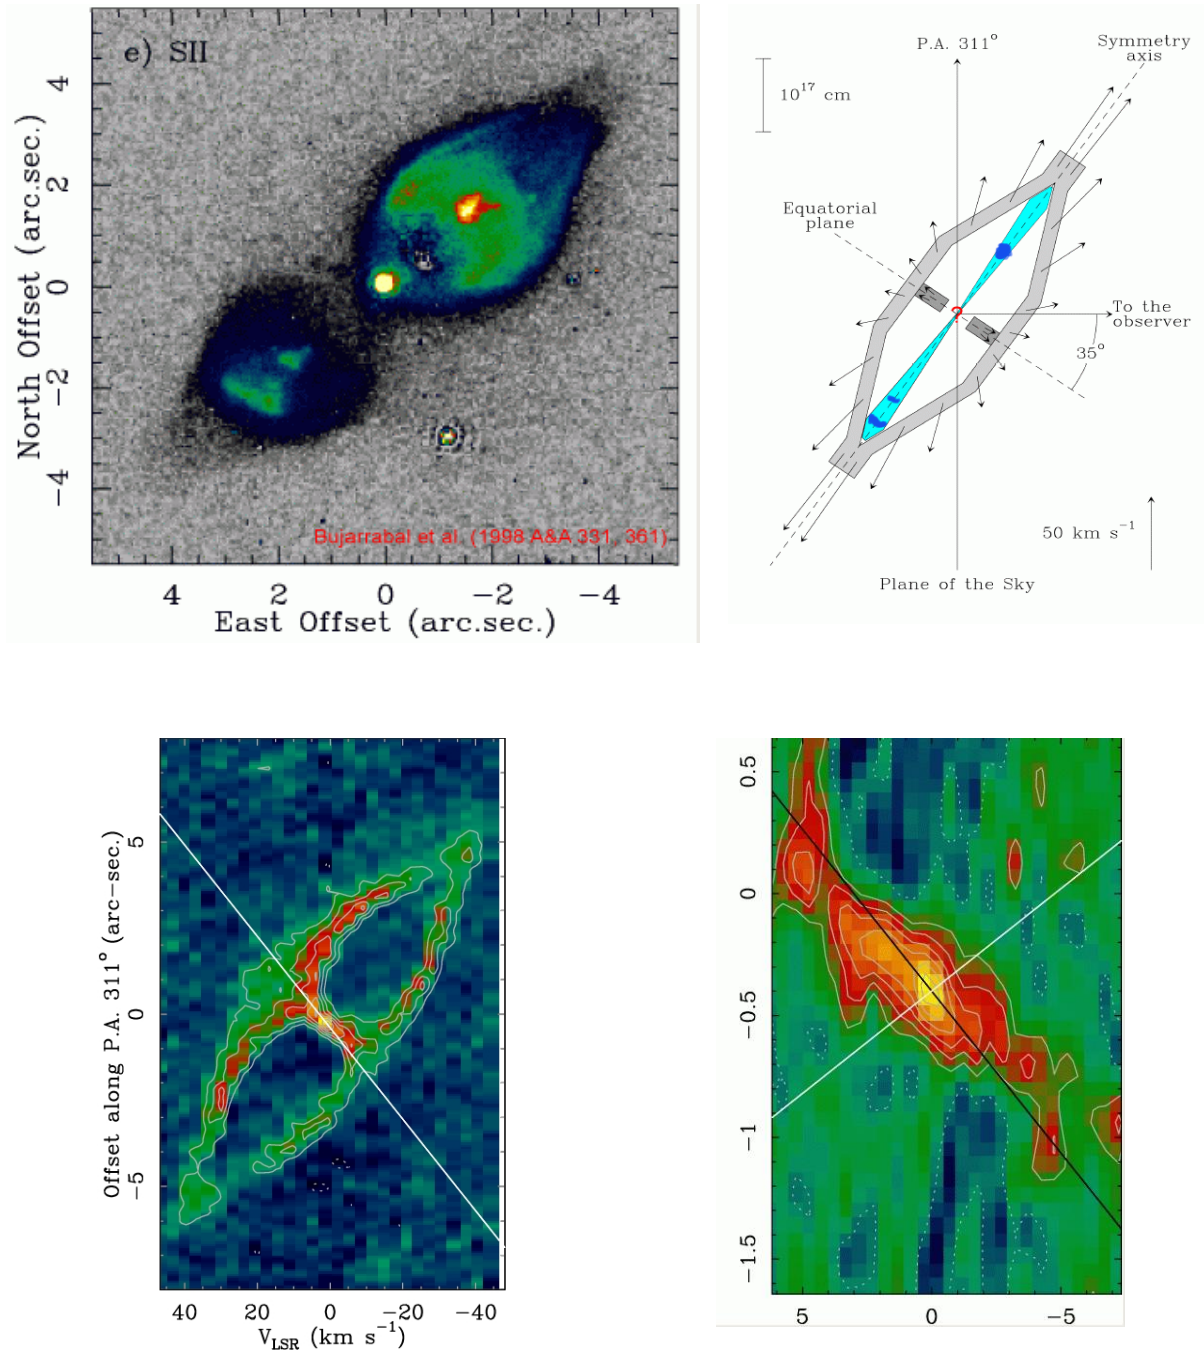 e) SII
4
2
0
−2
−4
North Offset (arc.sec.)
Bujarrabal et al. (1998 A&A 331, 361)
4 2 0 −2 −4
East Offset (arc.sec.)
P.A. 311°
Symmetry
axis
10¹⁷ cm
Equatorial
plane
?
To the
observer
35°
50 km s⁻¹
Plane of the Sky
5
0
−5
Offset along P.A. 311° (arc−sec.)
40 20 0 −20 −40
V_LSR (km s⁻¹)
0.5
0
−0.5
−1
−1.5
5 0 −5